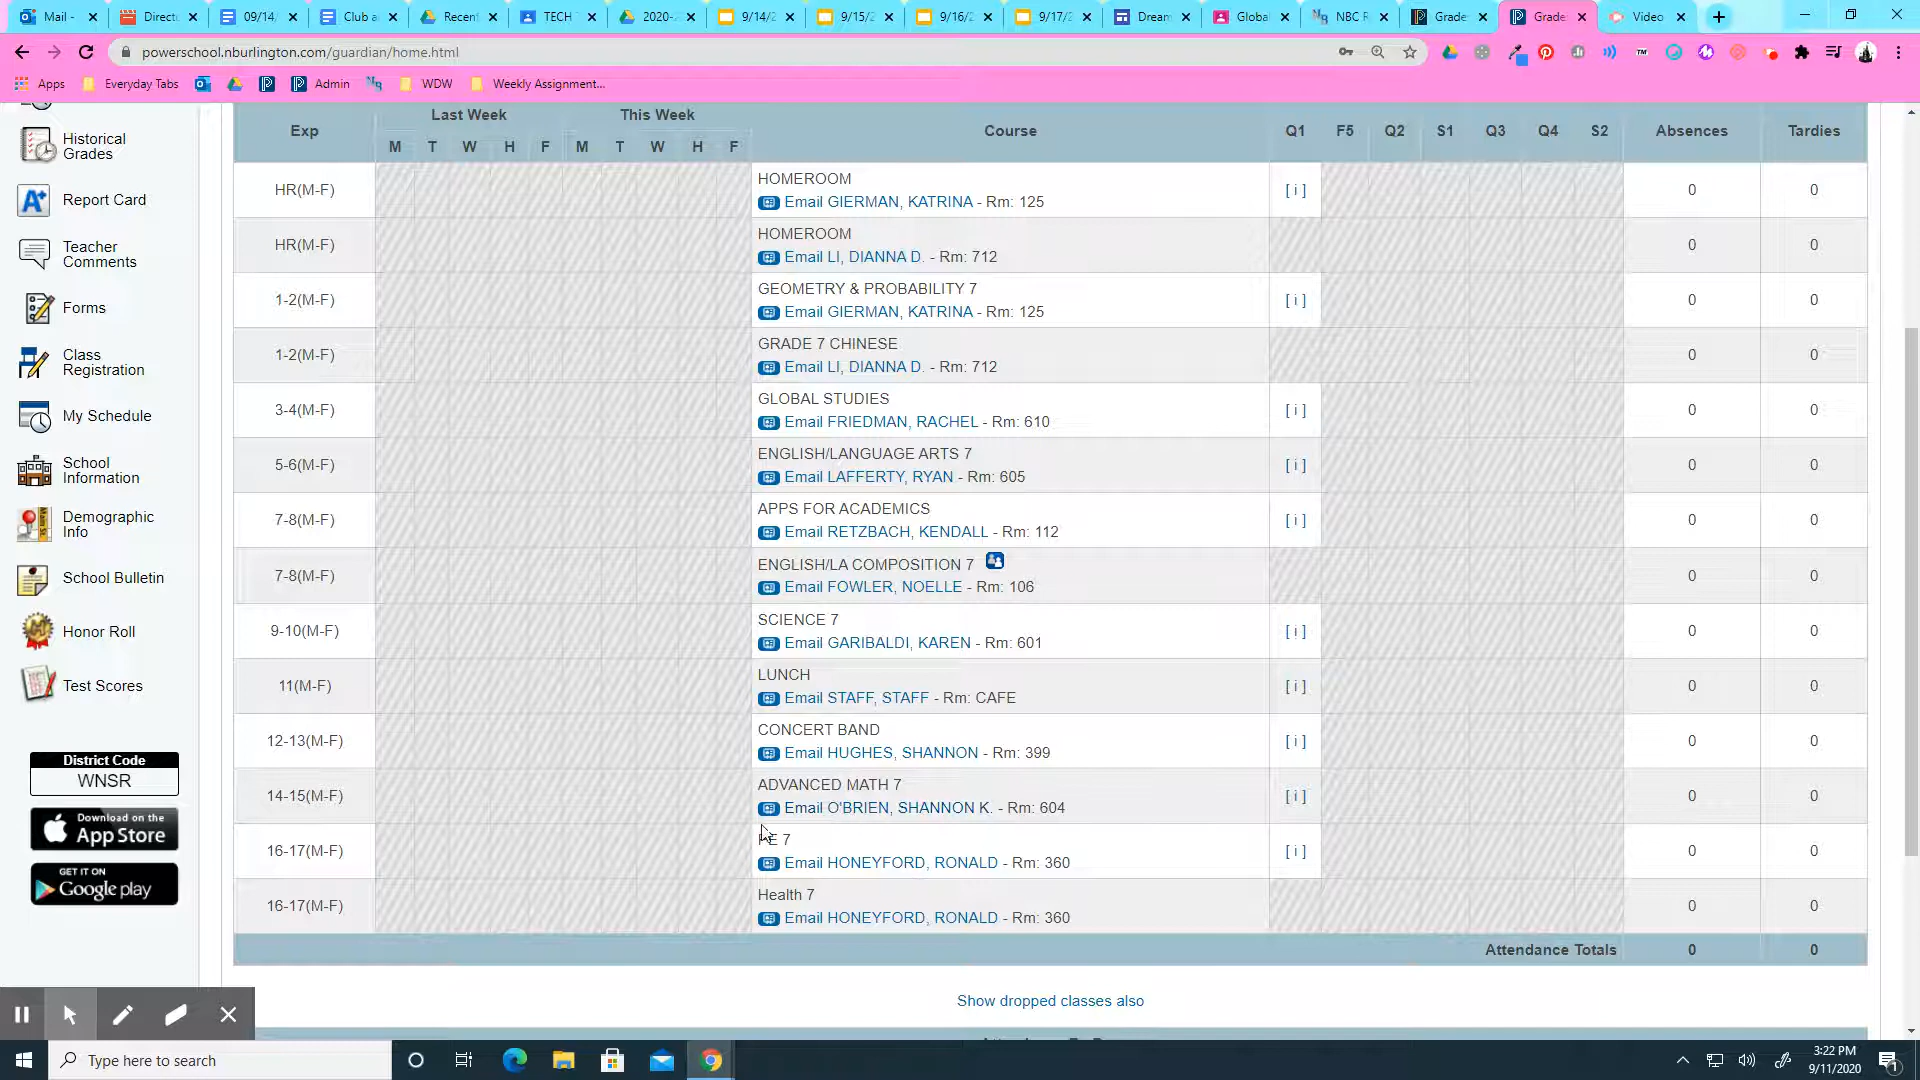 Mail -
Direct
09/14/
Club a
Recent
TECH
2020-
9/14/2
9/15/2
9/16/2
9/17/2
Dream
Global
NBC R
Grade
Grade
Video
powerschool.nburlington.com/guardian/home.html
Apps
Everyday Tabs
Admin
WDW
Weekly Assignment...
Historical
Grades
Report Card
Teacher
Comments
Forms
Class
Registration
My Schedule
School
Information
Demographic
Info
School Bulletin
Honor Roll
Test Scores
District Code
WNSR
Download on the
App Store
GET IT ON
Google play
Exp Last Week This Week Course Q1 F5 Q2 S1 Q3 Q4 S2 Absences Tardies
M T W H F M T W H F
HR(M-F) HOMEROOM [ i ] 0 0
Email GIERMAN, KATRINA - Rm: 125
HR(M-F) HOMEROOM 0 0
Email LI, DIANNA D. - Rm: 712
1-2(M-F) GEOMETRY & PROBABILITY 7 [ i ] 0 0
Email GIERMAN, KATRINA - Rm: 125
1-2(M-F) GRADE 7 CHINESE 0 0
Email LI, DIANNA D. - Rm: 712
3-4(M-F) GLOBAL STUDIES [ i ] 0 0
Email FRIEDMAN, RACHEL - Rm: 610
5-6(M-F) ENGLISH/LANGUAGE ARTS 7 [ i ] 0 0
Email LAFFERTY, RYAN - Rm: 605
7-8(M-F) APPS FOR ACADEMICS [ i ] 0 0
Email RETZBACH, KENDALL - Rm: 112
7-8(M-F) ENGLISH/LA COMPOSITION 7 0 0
Email FOWLER, NOELLE - Rm: 106
9-10(M-F) SCIENCE 7 [ i ] 0 0
Email GARIBALDI, KAREN - Rm: 601
11(M-F) LUNCH [ i ] 0 0
Email STAFF, STAFF - Rm: CAFE
12-13(M-F) CONCERT BAND [ i ] 0 0
Email HUGHES, SHANNON - Rm: 399
14-15(M-F) ADVANCED MATH 7 [ i ] 0 0
Email O'BRIEN, SHANNON K. - Rm: 604
16-17(M-F) PE 7 [ i ] 0 0
Email HONEYFORD, RONALD - Rm: 360
16-17(M-F) Health 7 0 0
Email HONEYFORD, RONALD - Rm: 360
Attendance Totals 0 0
Show dropped classes also
Type here to search
3:22 PM
9/11/2020
1